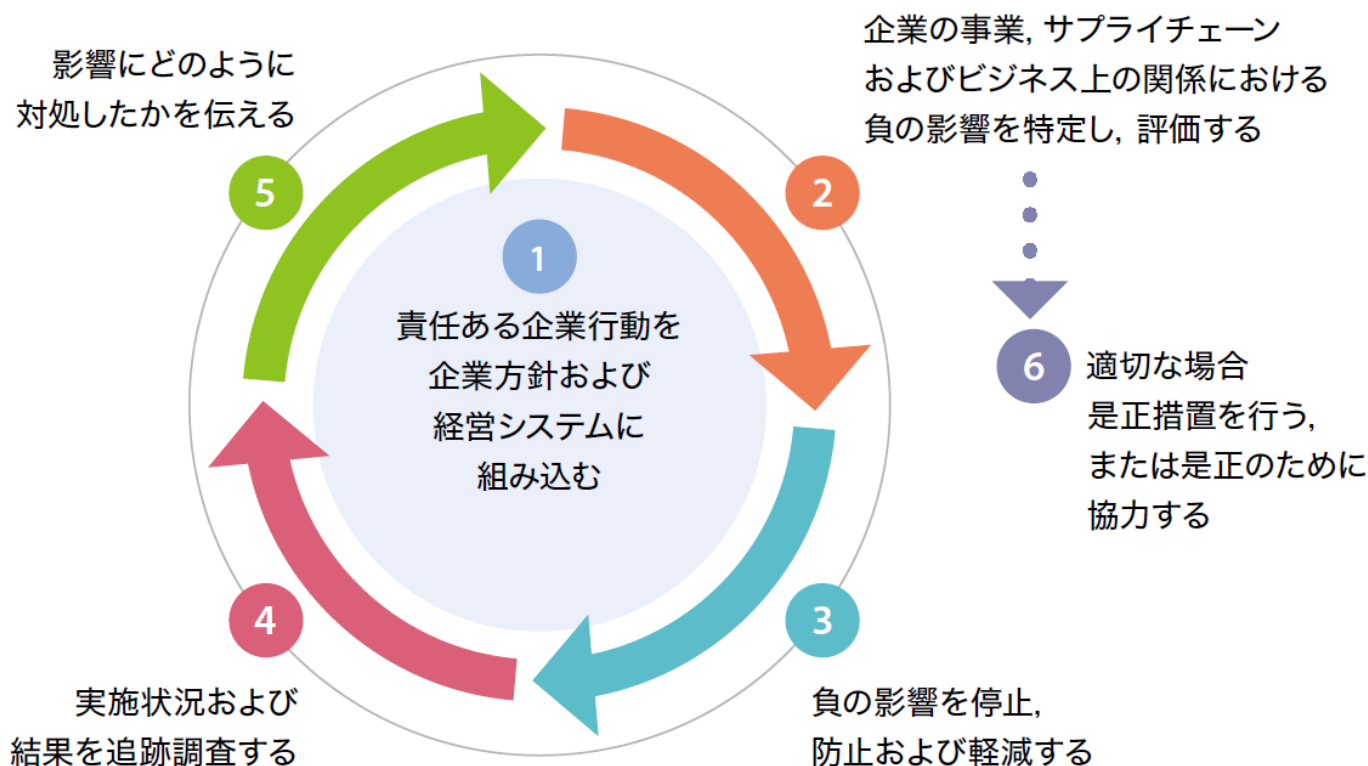 1
責任ある企業行動を
企業方針および
経営システムに
組み込む
2
企業の事業, サプライチェーン
およびビジネス上の関係における
負の影響を特定し, 評価する
3
負の影響を停止,
防止および軽減する
4
実施状況および
結果を追跡調査する
5
影響にどのように
対処したかを伝える
6
適切な場合
是正措置を行う,
または是正のために
協力する